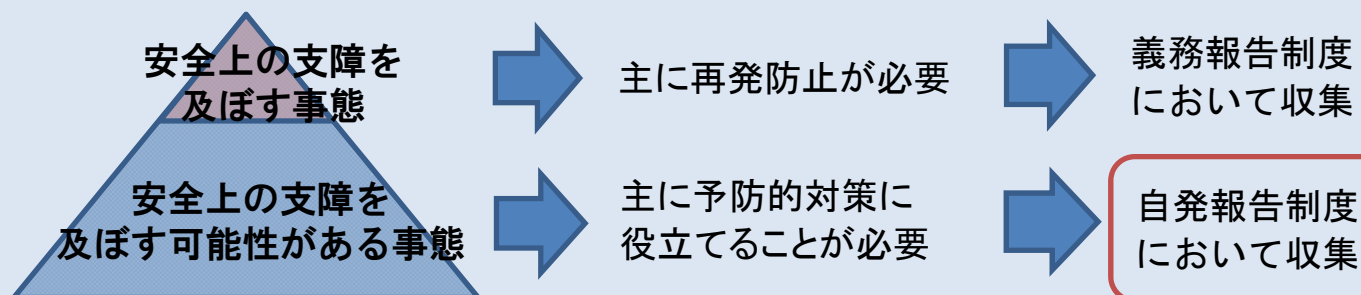 安全上の支障を
及ぼす事態
主に再発防止が必要
義務報告制度
において収集
安全上の支障を
及ぼす可能性がある事態
主に予防的対策に
役立てることが必要
自発報告制度
において収集